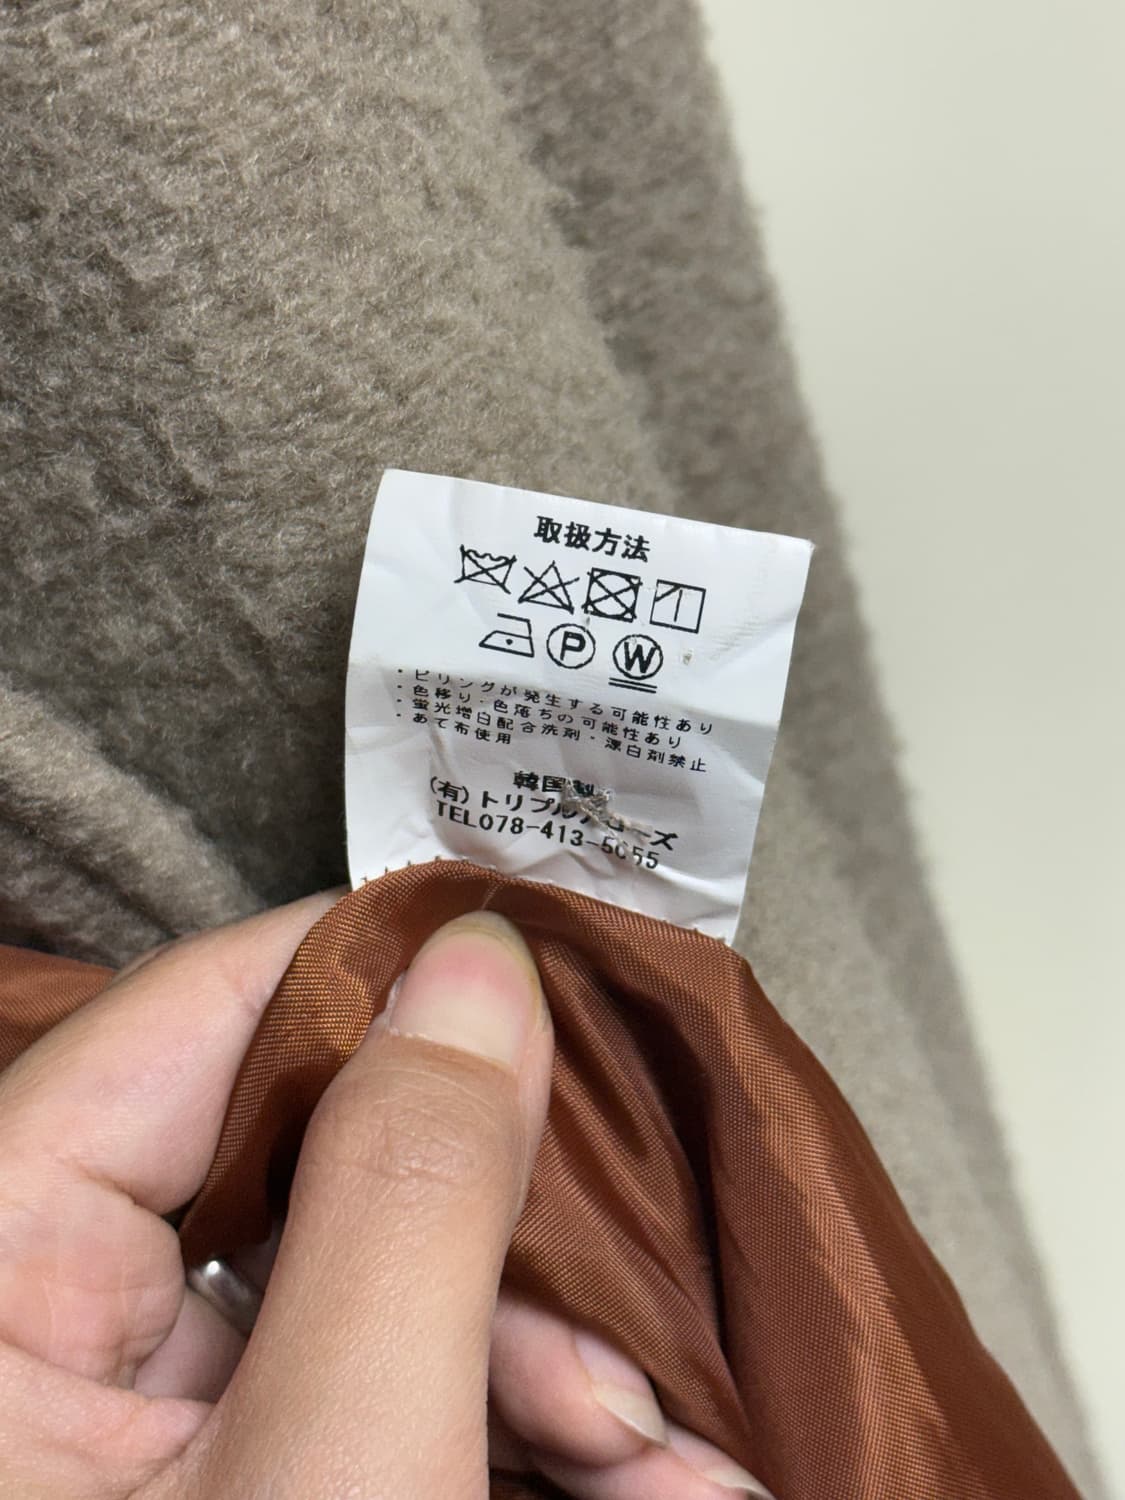 取扱方法
P W
・ピリングが発生する可能性あり
・色移り・色落ちの可能性あり
・蛍光増白配合洗剤・漂白剤禁止
・あて布使用
韓国製
(有)トリプルアローズ
TEL078-413-5655